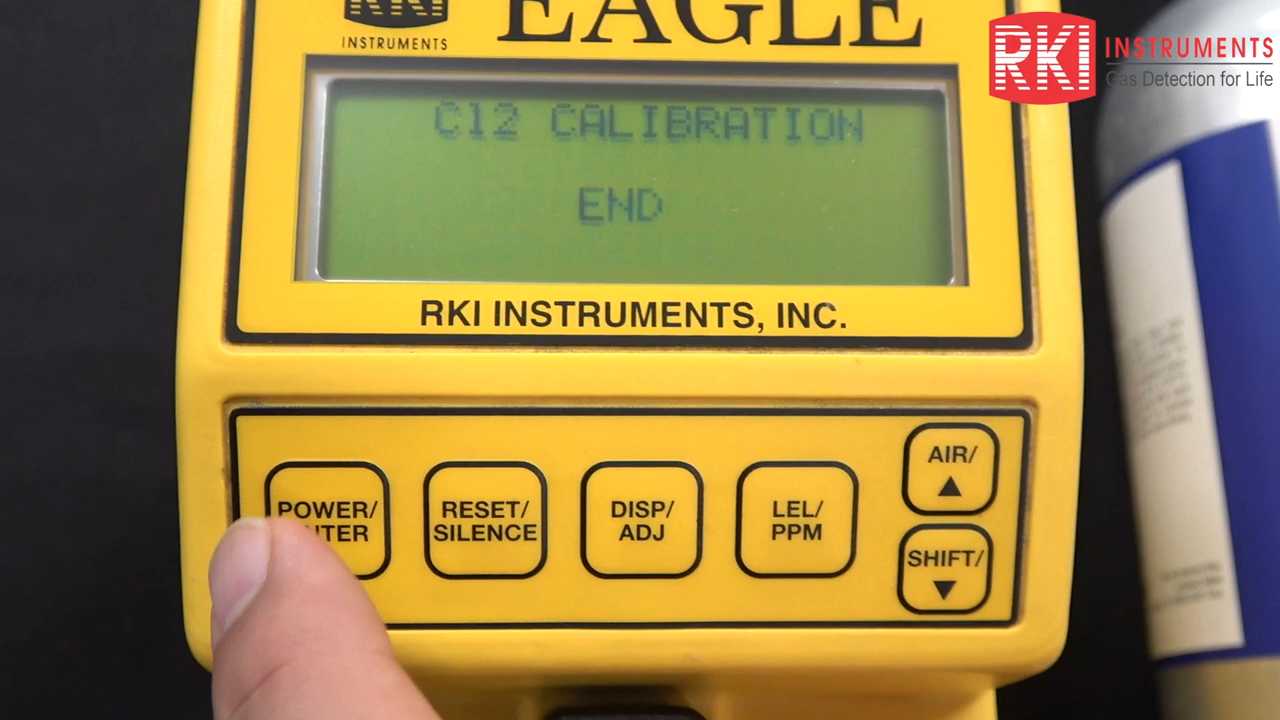 RKI
INSTRUMENTS
EAGLE
RKI
INSTRUMENTS
Gas Detection for Life
Cl2 CALIBRATION
END
RKI INSTRUMENTS, INC.
POWER/
NTER
RESET/
SILENCE
DISP/
ADJ
LEL/
PPM
AIR/
▲
SHIFT/
▼